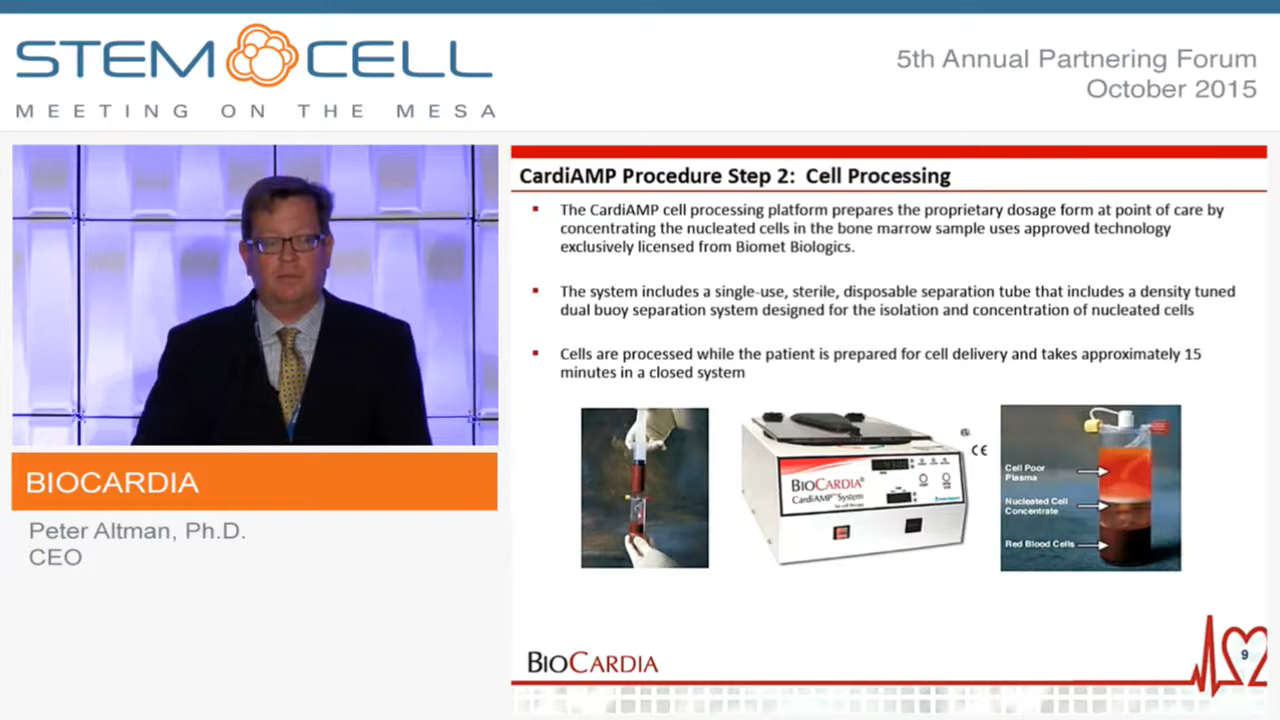 STEM CELL
MEETING ON THE MESA
5th Annual Partnering Forum
October 2015
BIOCARDIA
Peter Altman, Ph.D.
CEO
CardiAMP Procedure Step 2: Cell Processing
The CardiAMP cell processing platform prepares the proprietary dosage form at point of care by
concentrating the nucleated cells in the bone marrow sample uses approved technology
exclusively licensed from Biomet Biologics.
The system includes a single-use, sterile, disposable separation tube that includes a density tuned
dual buoy separation system designed for the isolation and concentration of nucleated cells
Cells are processed while the patient is prepared for cell delivery and takes approximately 15
minutes in a closed system
BIOCARDIA®
CardiAMP™ System
for cell therapy
CE
Cell Poor
Plasma
Nucleated Cell
Concentrate
Red Blood Cells
BIOCARDIA
9